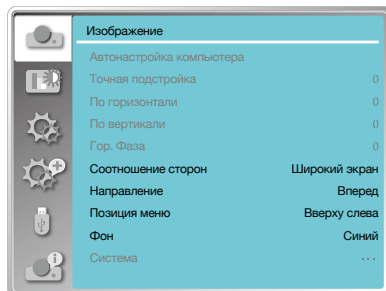 Изображение
Автонастройка компьютера
Точная подстройка 0
По горизонтали 0
По вертикали 0
Гор. Фаза 0
Соотношение сторон Широкий экран
Направление Вперед
Позиция меню Вверху слева
Фон Синий
Система ...